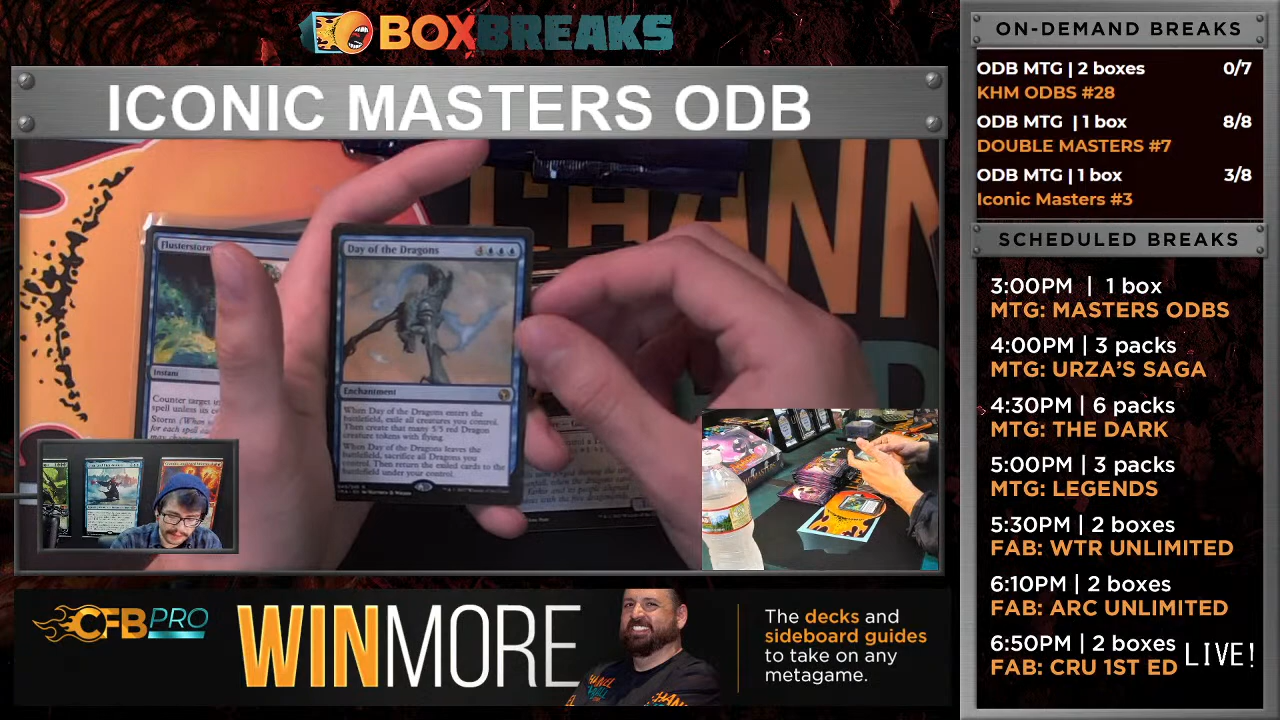 BOXBREAKS
ICONIC MASTERS ODB
CHANN
Flusterstorm
Instant
Counter target
spell unless its
Storm (When
for each spell
Day of the Dragons
4
Enchantment
When Day of the Dragons enters the
battlefield, exile all creatures you control.
Then create that many 5/5 red Dragon
creature tokens with flying.
When Day of the Dragons leaves the
battlefield, sacrifice all Dragons you
control. Then return the exiled cards to the
battlefield under your control.
CFBPRO
WINMORE
The decks and
sideboard guides
to take on any
metagame.
ON-DEMAND BREAKS
ODB MTG | 2 boxes 0/7
KHM ODBS #28
ODB MTG | 1 box 8/8
DOUBLE MASTERS #7
ODB MTG | 1 box 3/8
Iconic Masters #3
SCHEDULED BREAKS
3:00PM | 1 box
MTG: MASTERS ODBS
4:00PM | 3 packs
MTG: URZA'S SAGA
4:30PM | 6 packs
MTG: THE DARK
5:00PM | 3 packs
MTG: LEGENDS
5:30PM | 2 boxes
FAB: WTR UNLIMITED
6:10PM | 2 boxes
FAB: ARC UNLIMITED
6:50PM | 2 boxes
FAB: CRU 1ST ED
LIVE!